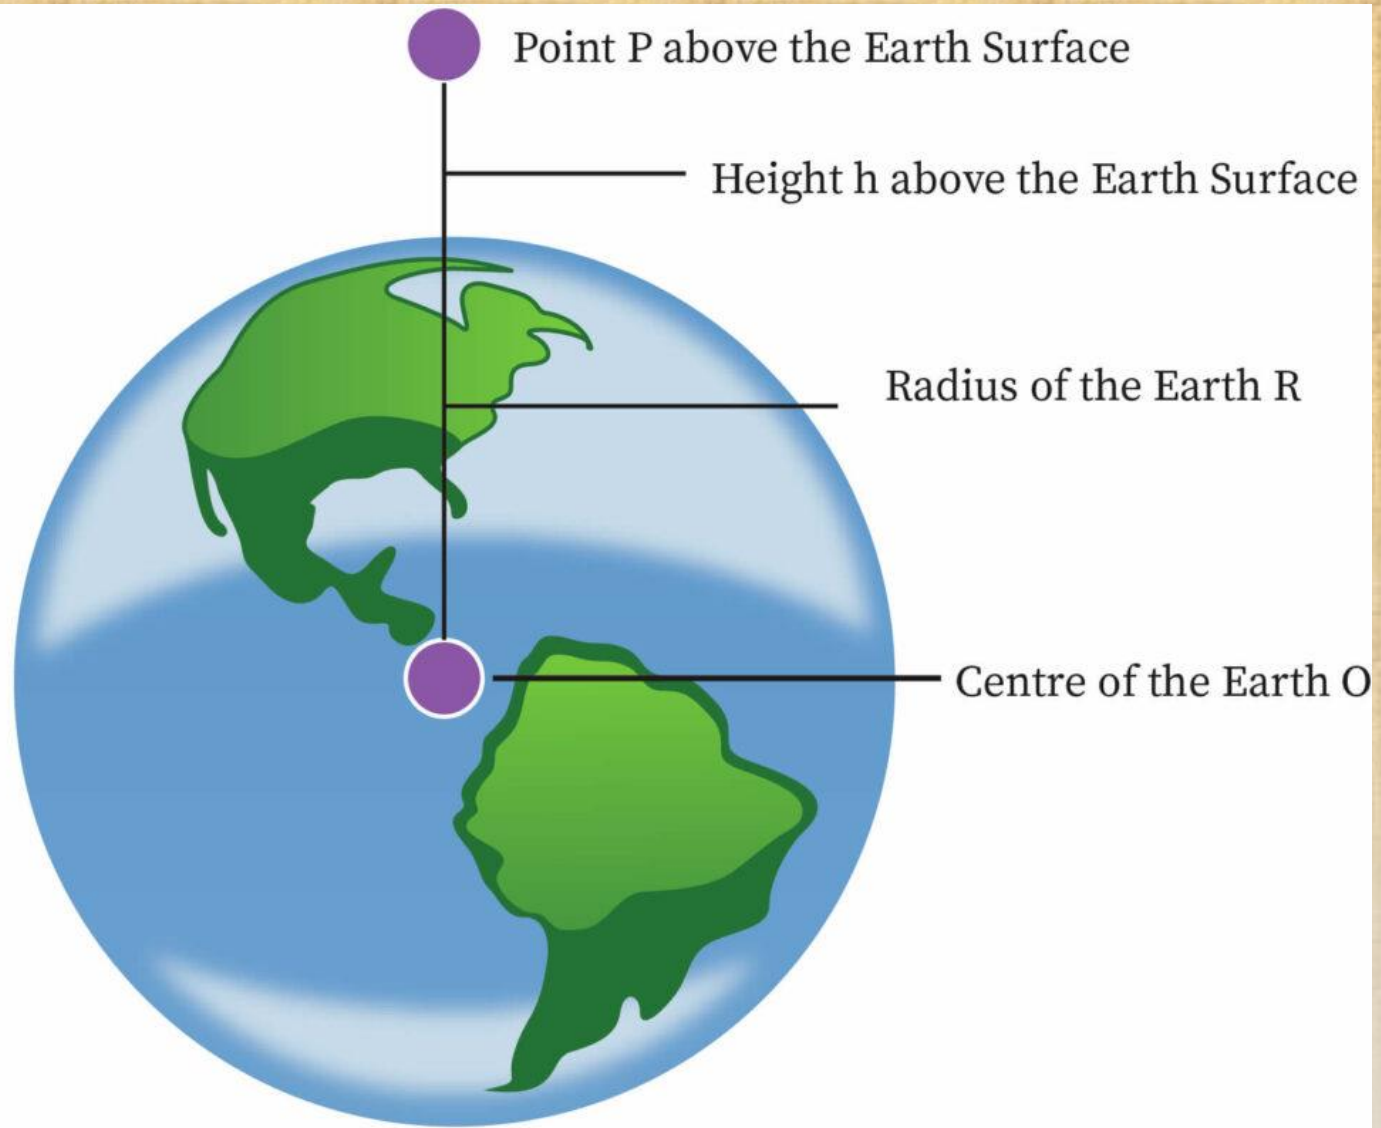 Point P above the Earth Surface
Height h above the Earth Surface
Radius of the Earth R
Centre of the Earth O